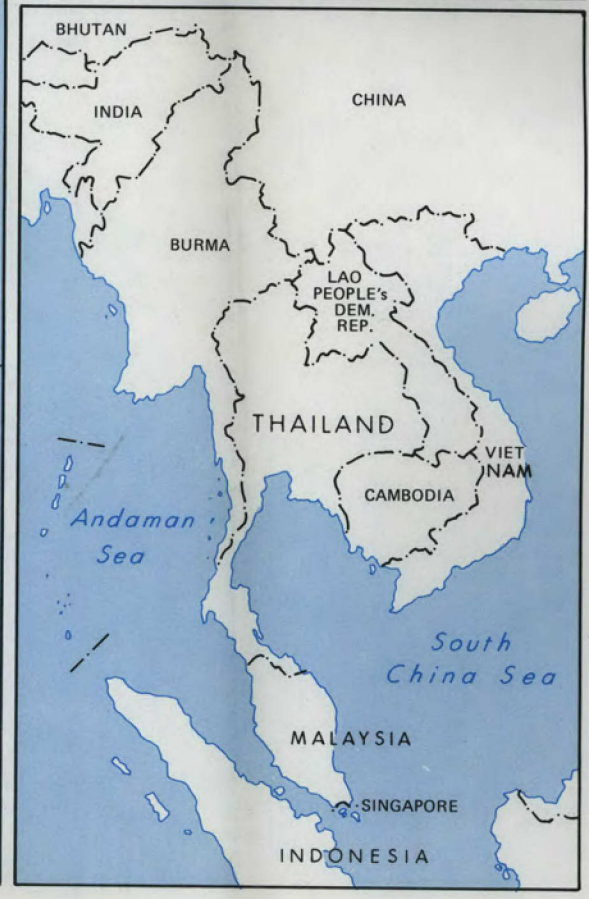 BHUTAN
INDIA
CHINA
BURMA
LAO
PEOPLE's
DEM.
REP.
THAILAND
VIET
NAM
CAMBODIA
Andaman
Sea
South
China Sea
MALAYSIA
SINGAPORE
INDONESIA